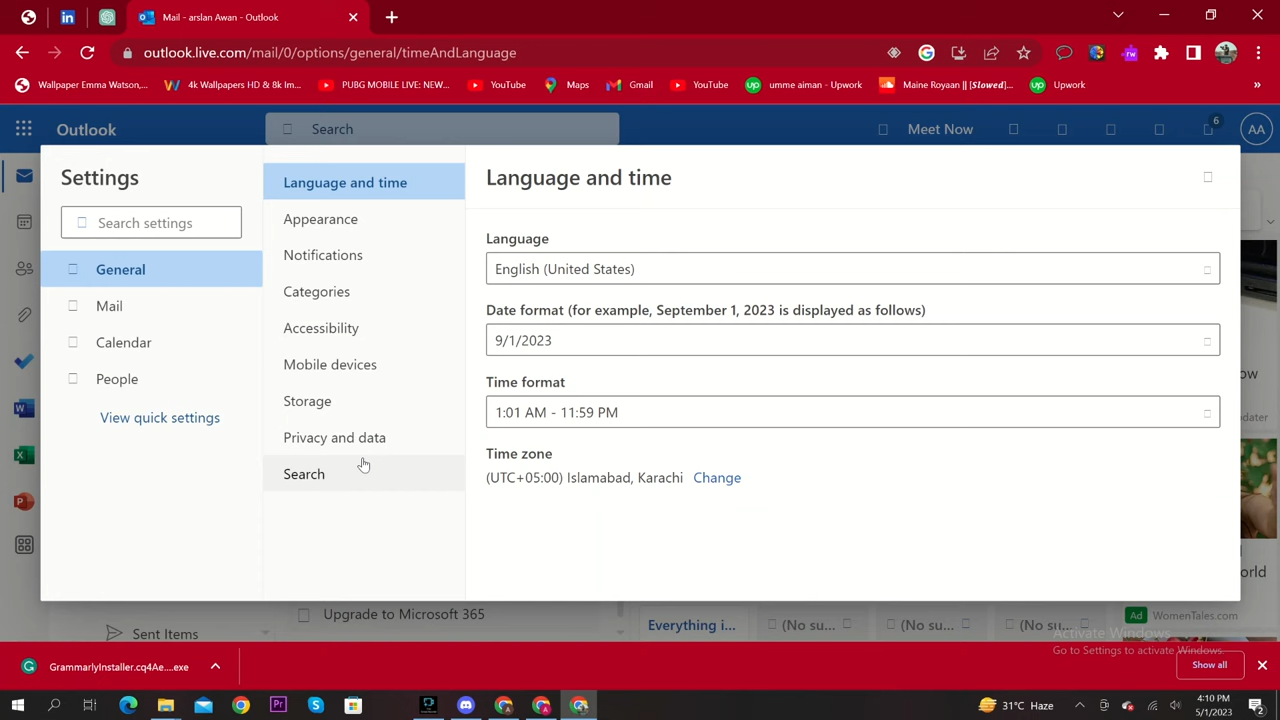 Mail - arslan Awan - Outlook
outlook.live.com/mail/0/options/general/timeAndLanguage
Wallpaper Emma Watson,... 4k Wallpapers HD & 3k Im... PUBG MOBILE LIVE: NEW... YouTube Maps Gmail YouTube umme aiman - Upwork Maine Royaan || [Slowed]... Upwork »
Outlook Search Meet Now 6 AA
Settings
Search settings
General
Mail
Calendar
People
View quick settings
Language and time
Appearance
Notifications
Categories
Accessibility
Mobile devices
Storage
Privacy and data
Search
Language and time
Language
English (United States)
Date format (for example, September 1, 2023 is displayed as follows)
9/1/2023
Time format
1:01 AM - 11:59 PM
Time zone
(UTC+05:00) Islamabad, Karachi Change
ow
dater
orld
Upgrade to Microsoft 365
Sent Items
Everything i... (No su... (No su... (No su...
Ad WomenTales.com
Activate Windows
Go to Settings to activate Windows.
GrammarlyInstaller.cq4Ae....exe
Show all
31°C Haze
4:10 PM
5/1/2023
2